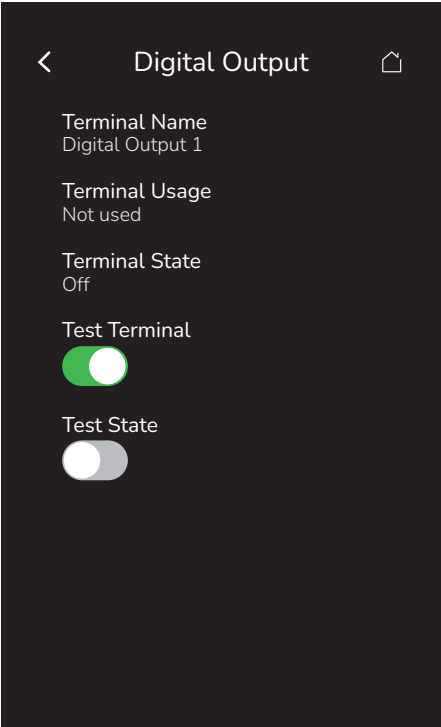 Digital Output
Terminal Name
Digital Output 1
Terminal Usage
Not used
Terminal State
Off
Test Terminal
Test State